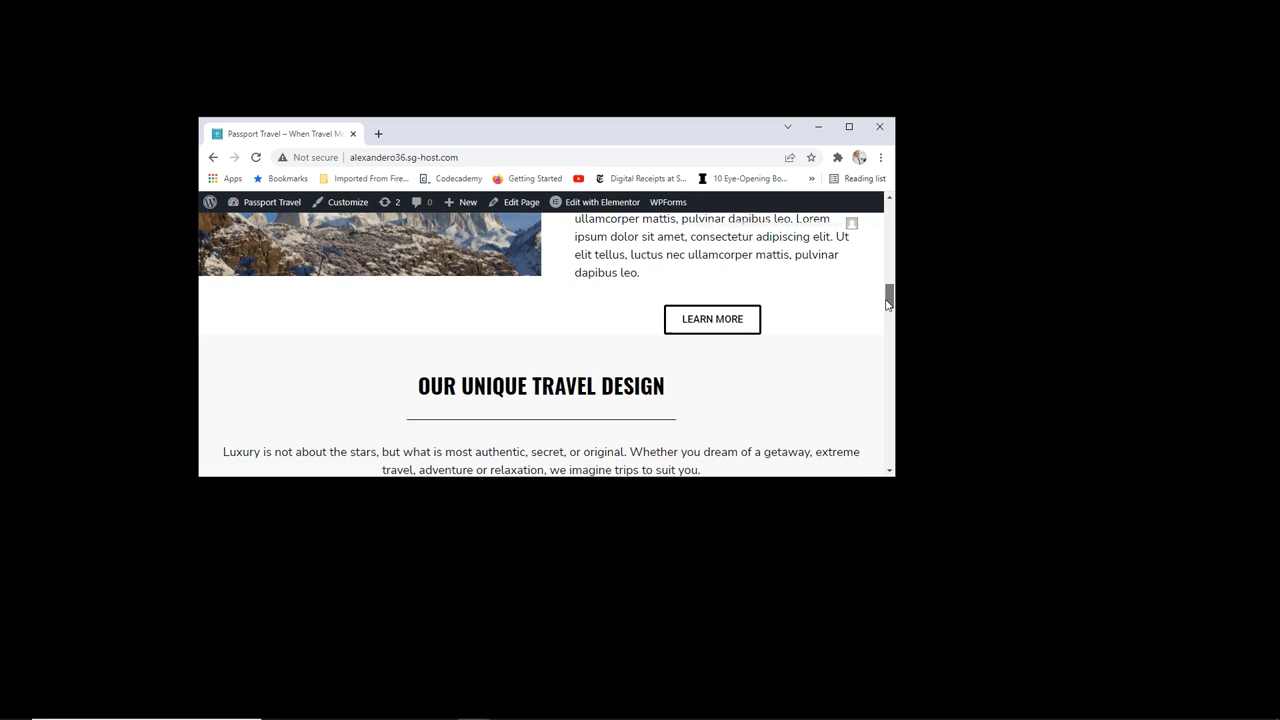 Passport Travel – When Travel M
Not secure alexandero36.sg-host.com
Apps Bookmarks Imported From Fire... Codecademy Getting Started Digital Receipts at S... 10 Eye-Opening Bo... » Reading list
Passport Travel Customize 2 0 New Edit Page Edit with Elementor WPForms
ullamcorper mattis, pulvinar dapibus leo. Lorem
ipsum dolor sit amet, consectetur adipiscing elit. Ut
elit tellus, luctus nec ullamcorper mattis, pulvinar
dapibus leo.
LEARN MORE
OUR UNIQUE TRAVEL DESIGN
Luxury is not about the stars, but what is most authentic, secret, or original. Whether you dream of a getaway, extreme
travel, adventure or relaxation, we imagine trips to suit you.